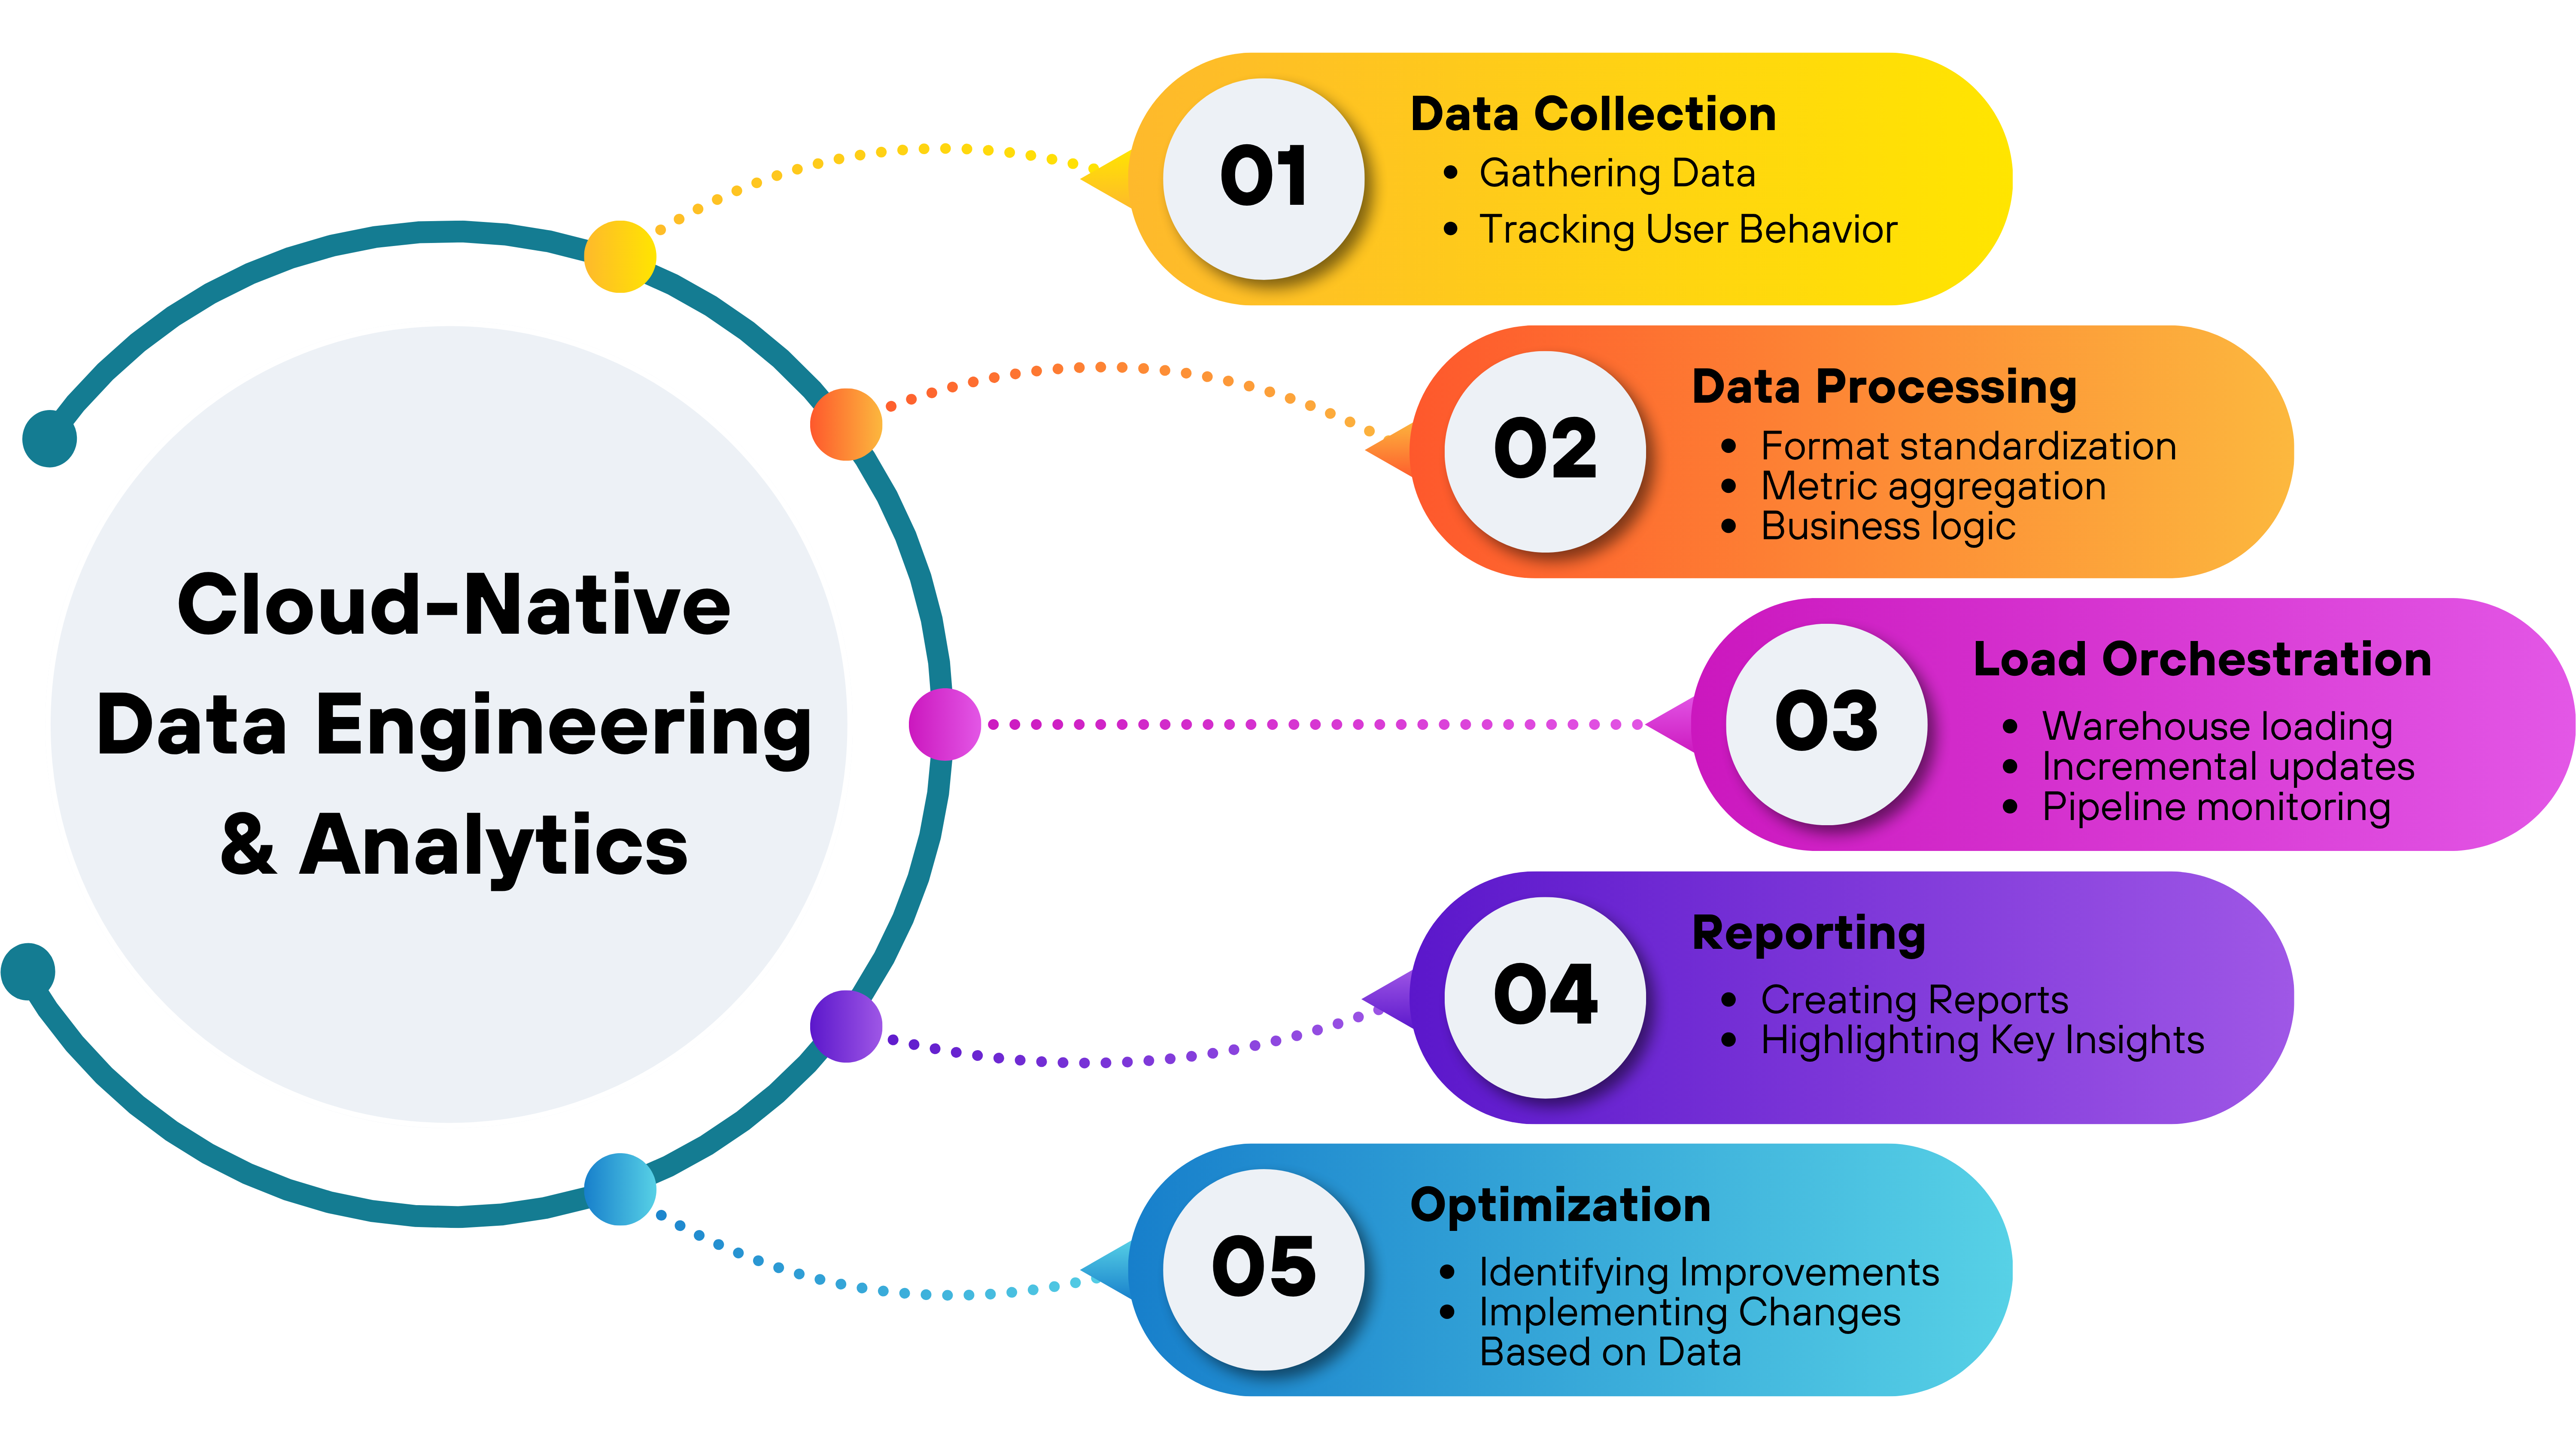 Cloud-Native
Data Engineering
& Analytics
01
Data Collection
• Gathering Data
• Tracking User Behavior
02
Data Processing
• Format standardization
• Metric aggregation
• Business logic
03
Load Orchestration
• Warehouse loading
• Incremental updates
• Pipeline monitoring
04
Reporting
• Creating Reports
• Highlighting Key Insights
05
Optimization
• Identifying Improvements
• Implementing Changes
Based on Data